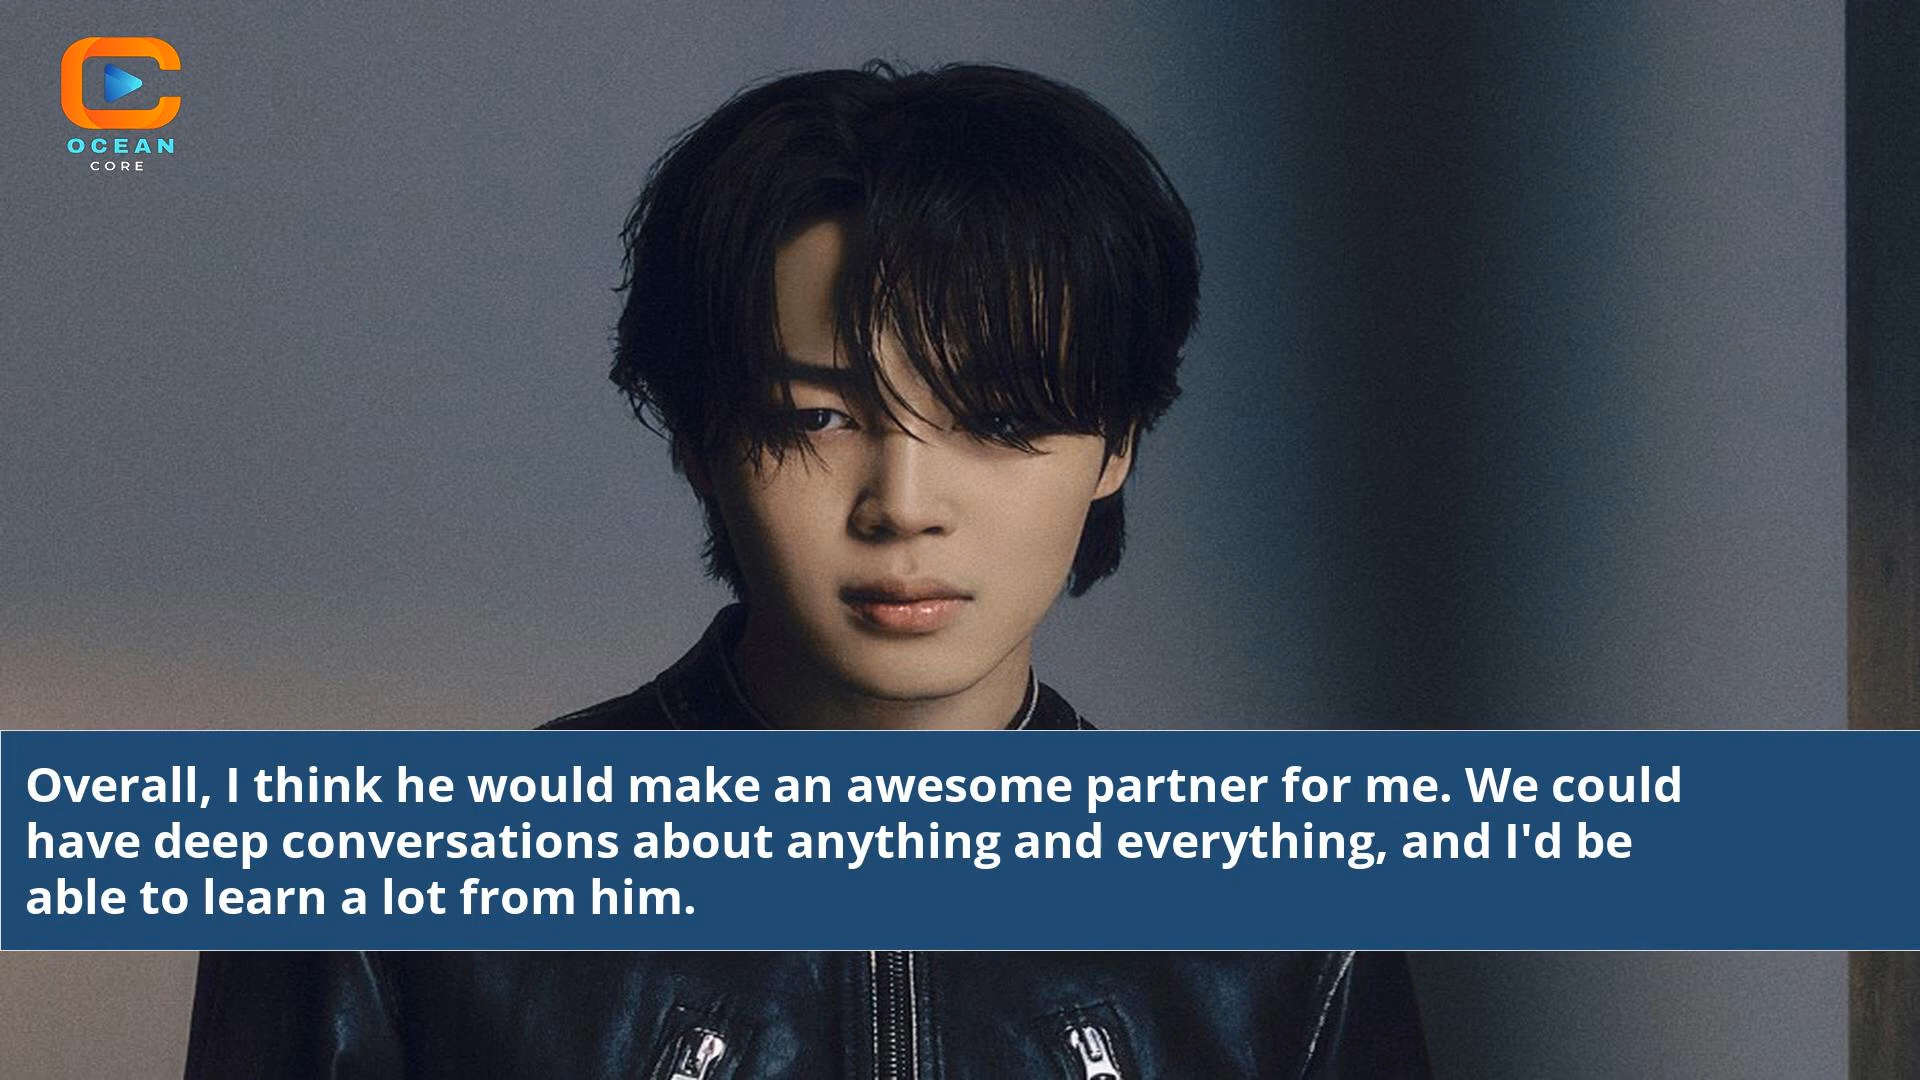 OCEAN
CORE
Overall, I think he would make an awesome partner for me. We could
have deep conversations about anything and everything, and I'd be
able to learn a lot from him.